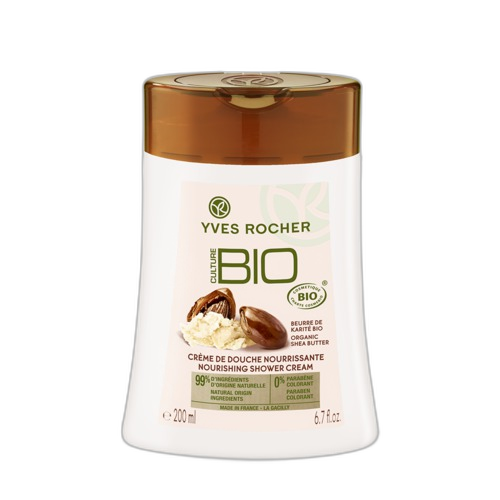 YVES ROCHER
CULTURE
BIO
®
COSMÉTIQUE
BIO
BEURRE DE
KARITÉ BIO
ORGANIC
SHEA BUTTER
CRÈME DE DOUCHE NOURRISSANTE
NOURISHING SHOWER CREAM
99% D'INGRÉDIENTS
D'ORIGINE NATURELLE
NATURAL ORIGIN
INGREDIENTS
0% PARABÈNE
COLORANT
PARABEN
COLORANT
MADE IN FRANCE - LA GACILLY
℮ 200 ml
6.7 fl.oz.